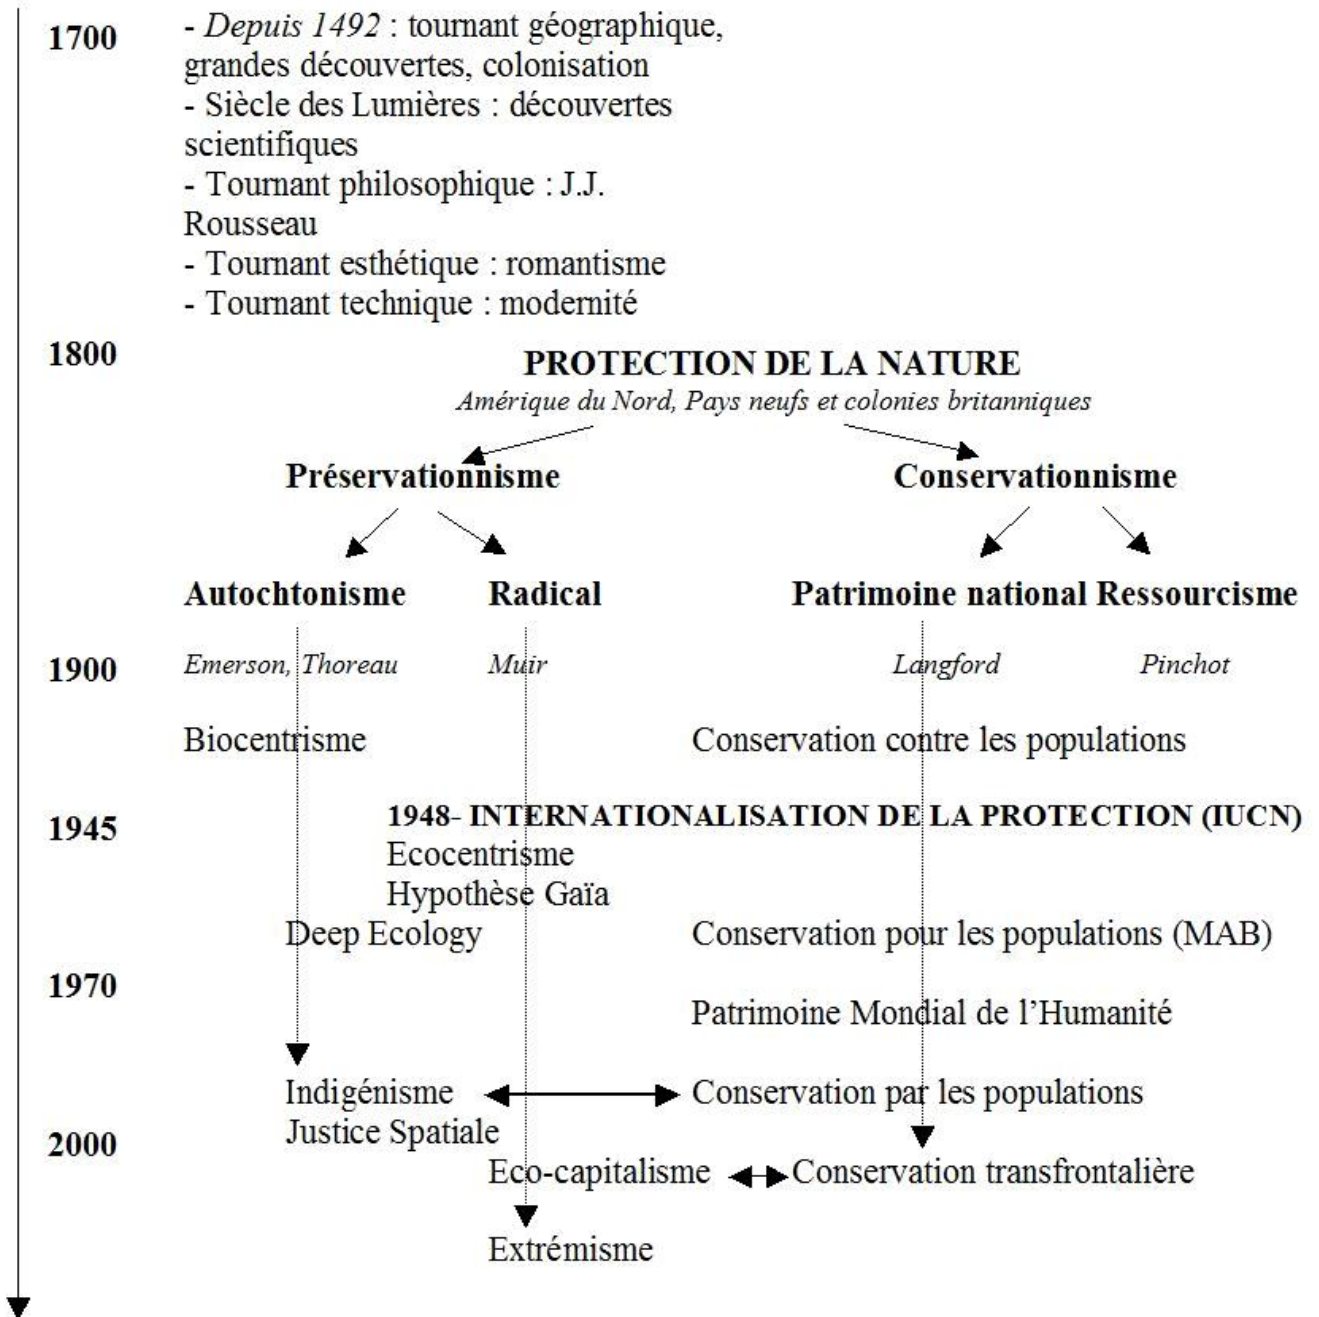 1700
- Depuis 1492 : tournant géographique,
grandes découvertes, colonisation
- Siècle des Lumières : découvertes
scientifiques
- Tournant philosophique : J.J.
Rousseau
- Tournant esthétique : romantisme
- Tournant technique : modernité
1800
PROTECTION DE LA NATURE
Amérique du Nord, Pays neufs et colonies britanniques
Préservationnisme Conservationnisme
Autochtonisme Radical Patrimoine national Ressourcisme
1900 Emerson, Thoreau Muir Langford Pinchot
Biocentrisme Conservation contre les populations
1945 1948- INTERNATIONALISATION DE LA PROTECTION (IUCN)
Ecocentrisme
Hypothèse Gaïa
Deep Ecology Conservation pour les populations (MAB)
1970
Patrimoine Mondial de l’Humanité
Indigénisme Conservation par les populations
Justice Spatiale
2000
Eco-capitalisme Conservation transfrontalière
Extrémisme